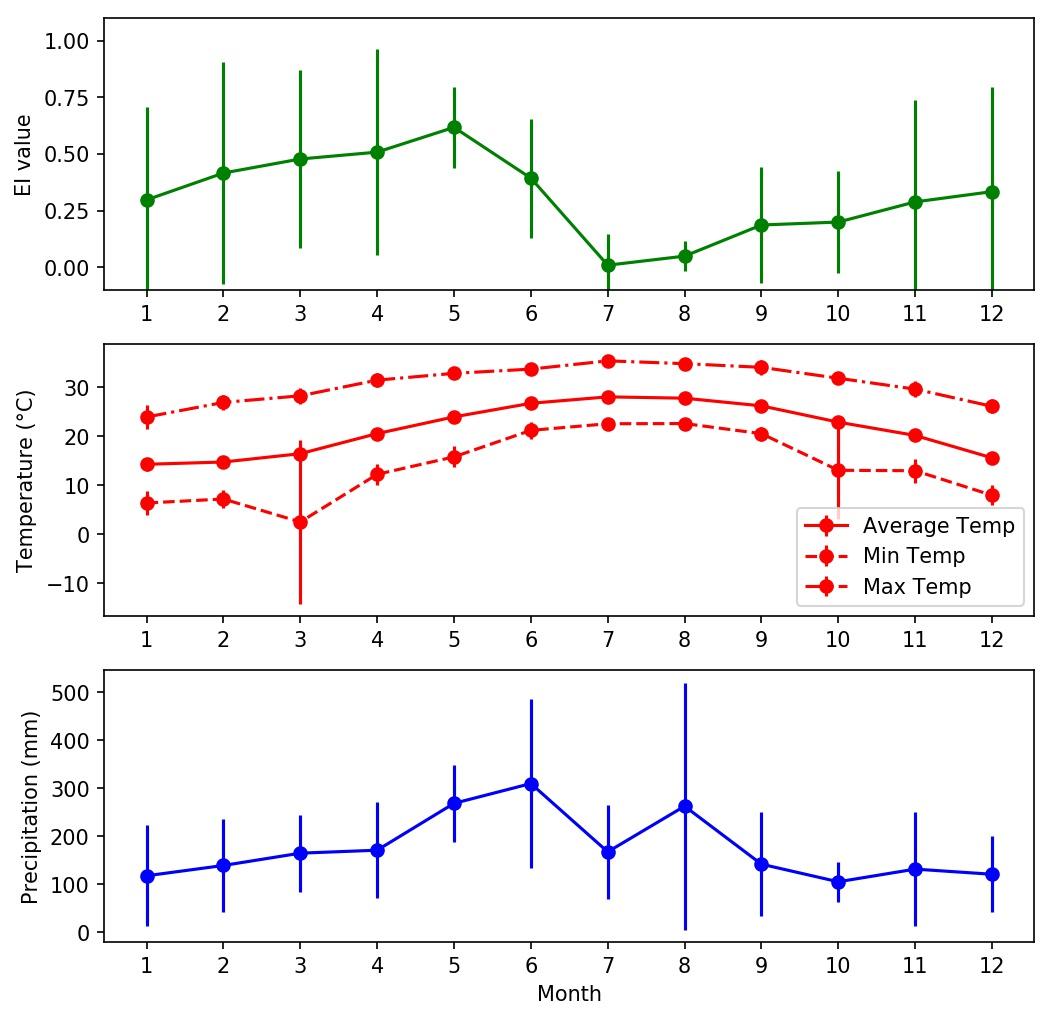 EI value
1.00
0.75
0.50
0.25
0.00
1 2 3 4 5 6 7 8 9 10 11 12
Temperature (°C)
30
20
10
0
−10
Average Temp
Min Temp
Max Temp
1 2 3 4 5 6 7 8 9 10 11 12
Precipitation (mm)
500
400
300
200
100
0
1 2 3 4 5 6 7 8 9 10 11 12
Month